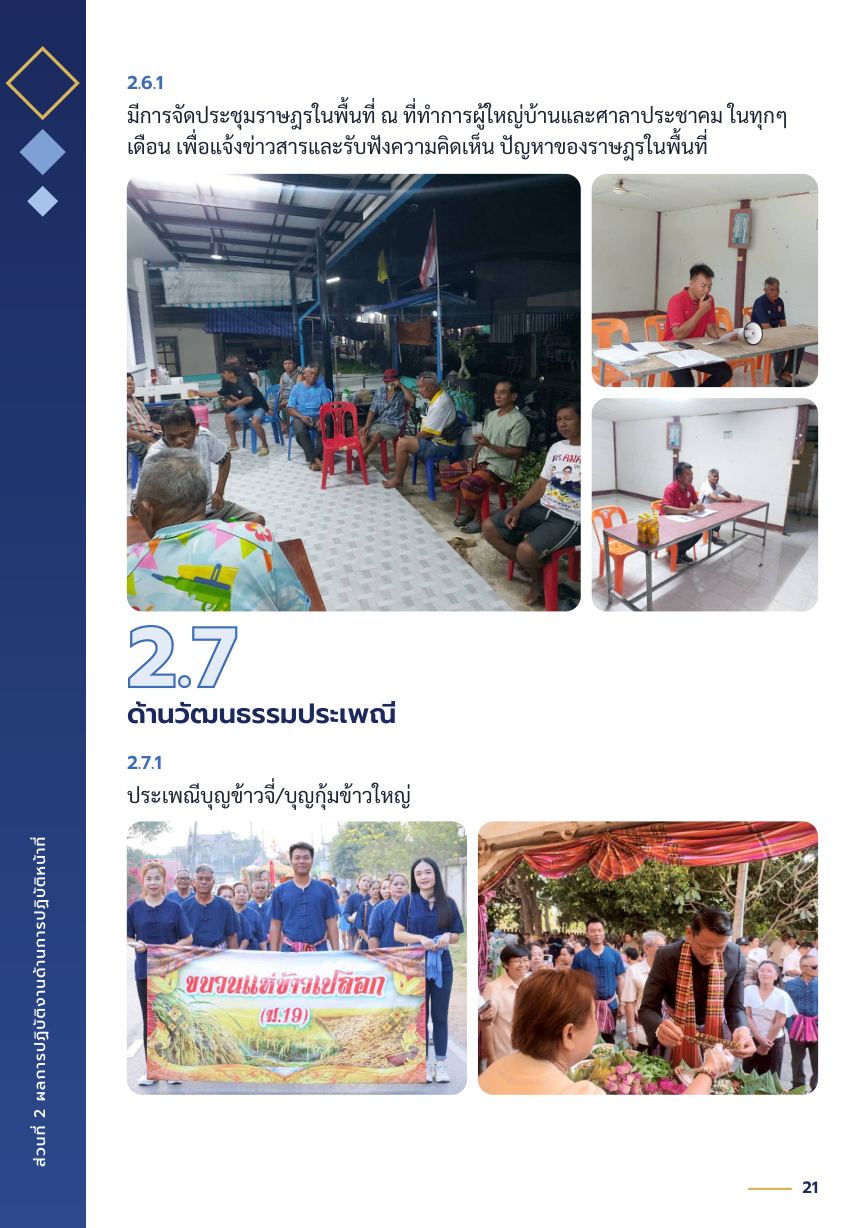 2.6.1
มีการจัดประชุมราษฎรในพื้นที่ ณ ที่ทำการผู้ใหญ่บ้านและศาลาประชาคม ในทุกๆ
เดือน เพื่อแจ้งข่าวสารและรับฟังความคิดเห็น ปัญหาของราษฎรในพื้นที่
2.7
ด้านวัฒนธรรมประเพณี
2.7.1
ประเพณีบุญข้าวจี่/บุญกุ้มข้าวใหญ่
ขบวนแห่ข้าวเปลือก
(ม.19)
ส่วนที่ 2 ผลการปฏิบัติงานด้านการปฏิบัติหน้าที่
21